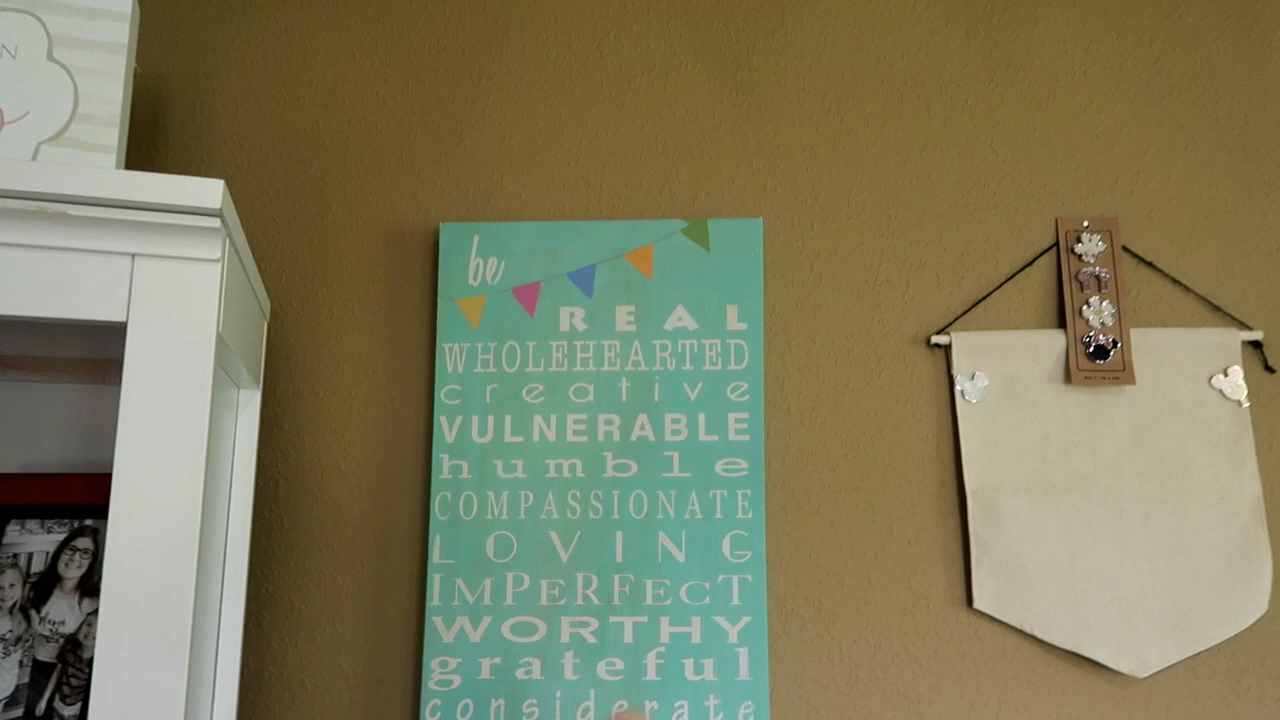 be
REAL
WHOLEHEARTED
creative
VULNERABLE
humble
COMPASSIONATE
LOVING
IMPERFECT
WORTHY
grateful
considerate